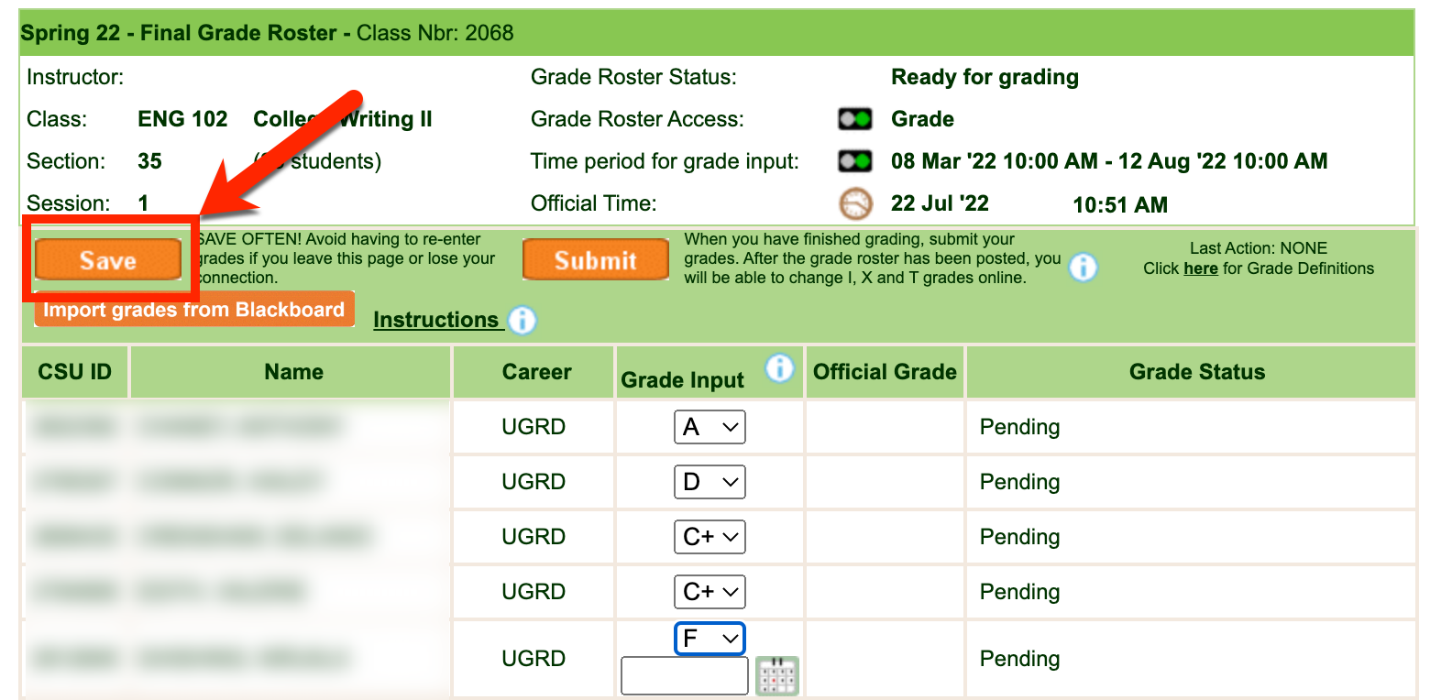 Spring 22 - Final Grade Roster - Class Nbr: 2068
Instructor: Grade Roster Status: Ready for grading
Class: ENG 102 College Writing II Grade Roster Access: Grade
Section: 35 students) Time period for grade input: 08 Mar '22 10:00 AM - 12 Aug '22 10:00 AM
Session: 1 Official Time: 22 Jul '22 10:51 AM
Save
SAVE OFTEN! Avoid having to re-enter
grades if you leave this page or lose your
connection.
Submit
When you have finished grading, submit your
grades. After the grade roster has been posted, you
will be able to change I, X and T grades online.
Last Action: NONE
Click here for Grade Definitions
Import grades from Blackboard
Instructions
CSU ID Name Career Grade Input Official Grade Grade Status
UGRD A Pending
UGRD D Pending
UGRD C+ Pending
UGRD C+ Pending
UGRD F Pending